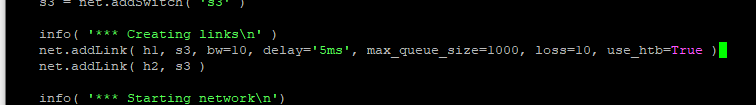 s3 = net.addSwitch( 's3' )
info( '*** Creating links\n' )
net.addLink( h1, s3, bw=10, delay='5ms', max_queue_size=1000, loss=10, use_htb=True )
net.addLink( h2, s3 )
info( '*** Starting network\n')